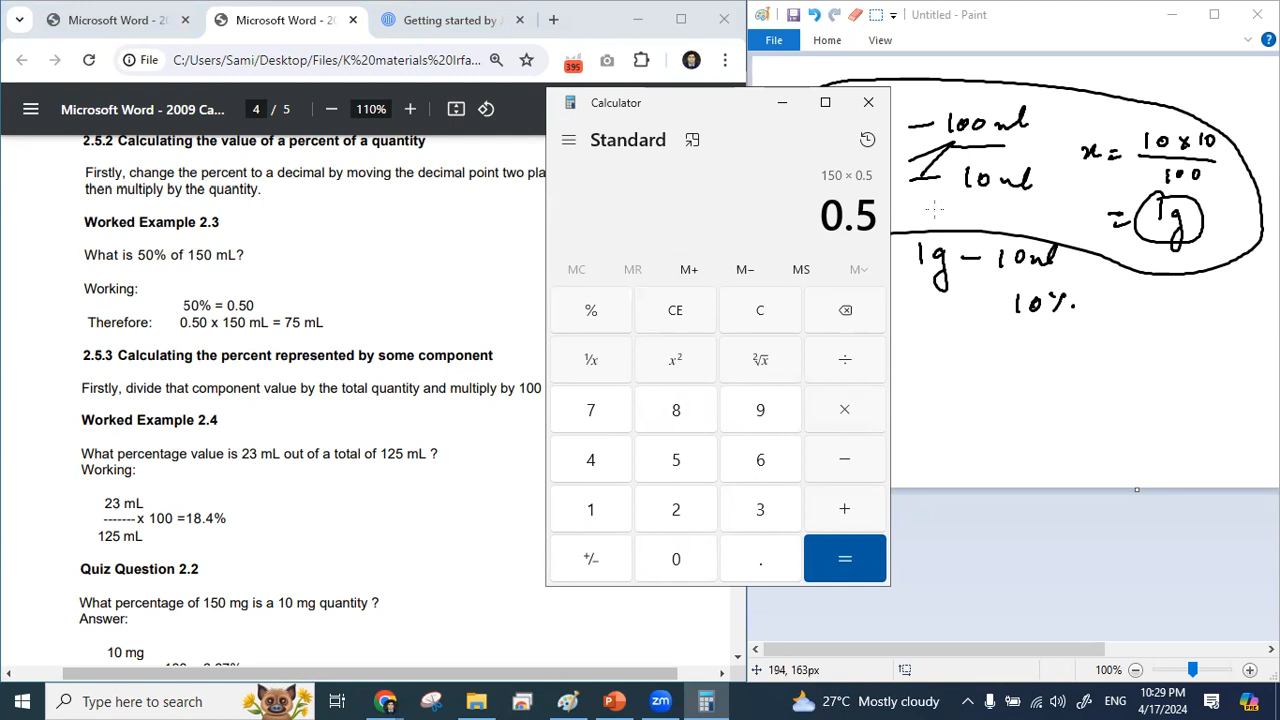 Microsoft Word - 20
Microsoft Word - 20
Getting started by
File
C:/Users/Sami/Desktop/Files/K%20materials%20Irfa...
395
Microsoft Word - 2009 Ca...
4 / 5
110%
2.5.2 Calculating the value of a percent of a quantity
Firstly, change the percent to a decimal by moving the decimal point two pla
then multiply by the quantity.
Worked Example 2.3
What is 50% of 150 mL?
Working:
50% = 0.50
Therefore: 0.50 x 150 mL = 75 mL
2.5.3 Calculating the percent represented by some component
Firstly, divide that component value by the total quantity and multiply by 100
Worked Example 2.4
What percentage value is 23 mL out of a total of 125 mL ?
Working:
23 mL
------- x 100 =18.4%
125 mL
Quiz Question 2.2
What percentage of 150 mg is a 10 mg quantity ?
Answer:
10 mg
Calculator
Standard
150 × 0.5
0.5
MC MR M+ M− MS M˅
% CE C
¹/x x² ²√x ÷
7 8 9 ×
4 5 6 −
1 2 3 +
+/− 0 . =
Untitled - Paint
File Home View
— 100 ml
— 10 ml
x = 10 x 10
100
= 1g
1g — 10 ml
10%.
194, 163px
100%
Type here to search
27°C Mostly cloudy
ENG
10:29 PM
4/17/2024